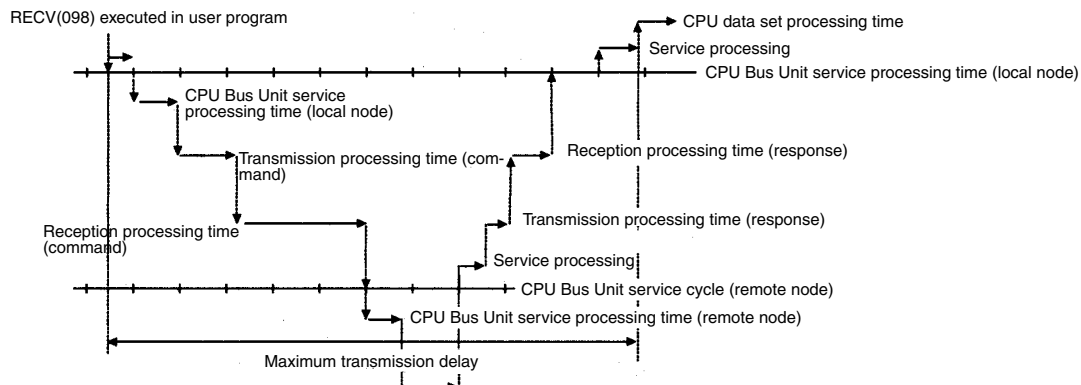 RECV(098) executed in user program
CPU data set processing time
Service processing
CPU Bus Unit service processing time (local node)
CPU Bus Unit service
processing time (local node)
Transmission processing time (com-
mand)
Reception processing time (response)
Reception processing time
(command)
Transmission processing time (response)
Service processing
CPU Bus Unit service cycle (remote node)
CPU Bus Unit service processing time (remote node)
Maximum transmission delay